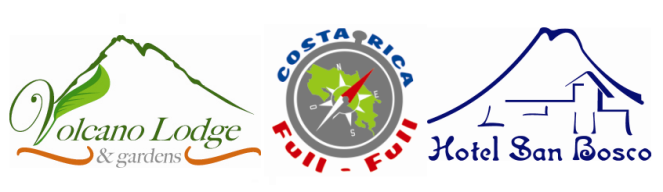 Volcano Lodge
& gardens
COSTA RICA
N
E
S
O
Full - Full
Hotel San Bosco